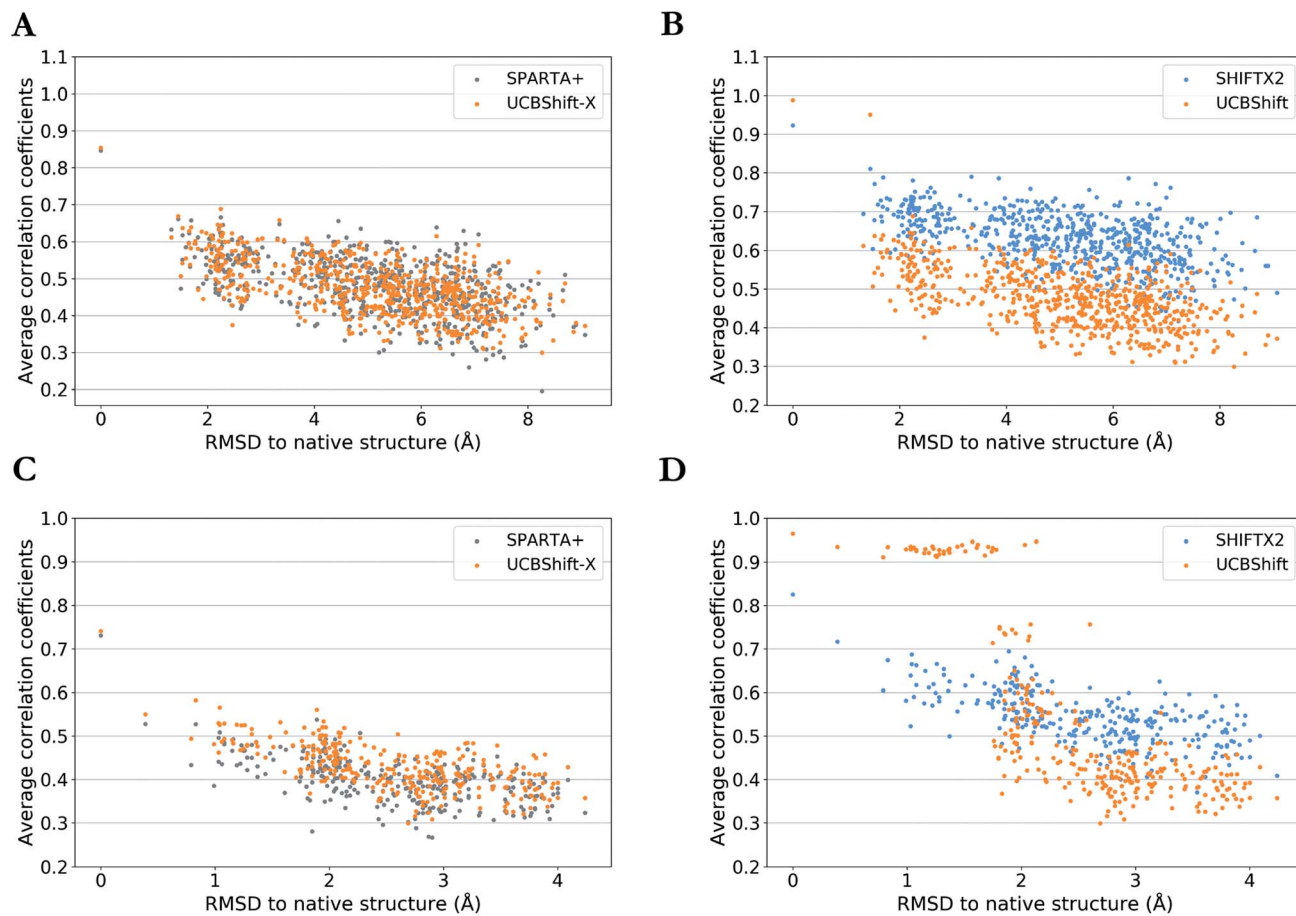 A
1.1
1.0
0.9
0.8
0.7
0.6
0.5
0.4
0.3
0.2
Average correlation coefficients
SPARTA+
UCBShift-X
0 2 4 6 8
RMSD to native structure (Å)
B
1.1
1.0
0.9
0.8
0.7
0.6
0.5
0.4
0.3
0.2
Average correlation coefficients
SHIFTX2
UCBShift
0 2 4 6 8
RMSD to native structure (Å)
C
1.0
0.9
0.8
0.7
0.6
0.5
0.4
0.3
0.2
Average correlation coefficients
SPARTA+
UCBShift-X
0 1 2 3 4
RMSD to native structure (Å)
D
1.0
0.9
0.8
0.7
0.6
0.5
0.4
0.3
0.2
Average correlation coefficients
SHIFTX2
UCBShift
0 1 2 3 4
RMSD to native structure (Å)